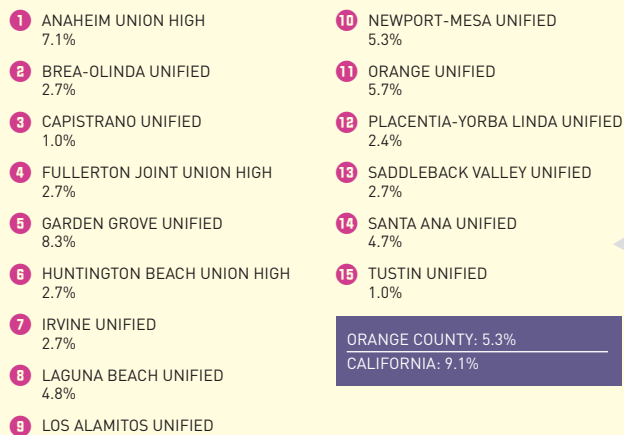 1 ANAHEIM UNION HIGH
7.1%
2 BREA-OLINDA UNIFIED
2.7%
3 CAPISTRANO UNIFIED
1.0%
4 FULLERTON JOINT UNION HIGH
2.7%
5 GARDEN GROVE UNIFIED
8.3%
6 HUNTINGTON BEACH UNION HIGH
2.7%
7 IRVINE UNIFIED
2.7%
8 LAGUNA BEACH UNIFIED
4.8%
9 LOS ALAMITOS UNIFIED
10 NEWPORT-MESA UNIFIED
5.3%
11 ORANGE UNIFIED
5.7%
12 PLACENTIA-YORBA LINDA UNIFIED
2.4%
13 SADDLEBACK VALLEY UNIFIED
2.7%
14 SANTA ANA UNIFIED
4.7%
15 TUSTIN UNIFIED
1.0%
ORANGE COUNTY: 5.3%
CALIFORNIA: 9.1%